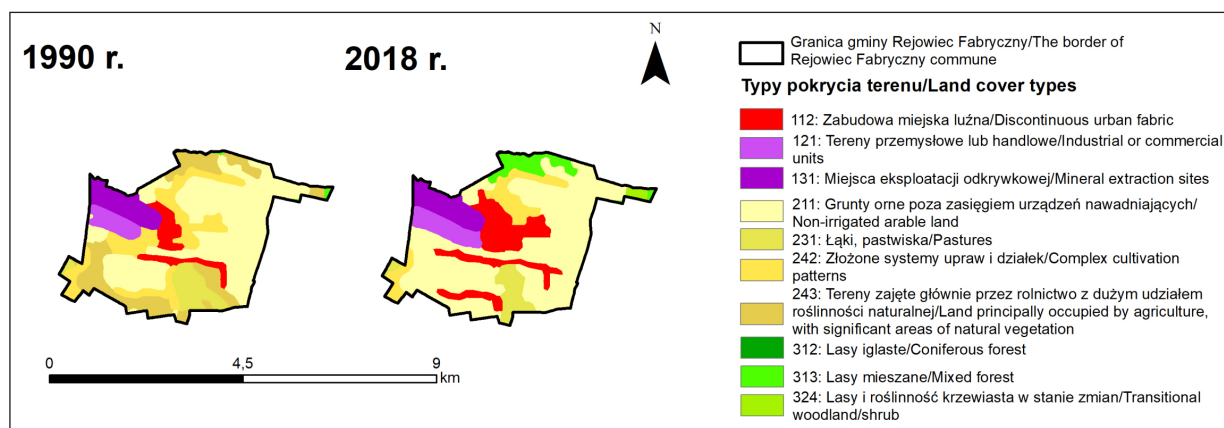 1990 r.
2018 r.
N
0
4,5
9
km
Granica gminy Rejowiec Fabryczny/The border of
Rejowiec Fabryczny commune
Typy pokrycia terenu/Land cover types
112: Zabudowa miejska luźna/Discontinuous urban fabric
121: Tereny przemysłowe lub handlowe/Industrial or commercial
units
131: Miejsca eksploatacji odkrywkowej/Mineral extraction sites
211: Grunty orne poza zasięgiem urządzeń nawadniających/
Non-irrigated arable land
231: Łąki, pastwiska/Pastures
242: Złożone systemy upraw i działek/Complex cultivation
patterns
243: Tereny zajęte głównie przez rolnictwo z dużym udziałem
roślinności naturalnej/Land principally occupied by agriculture,
with significant areas of natural vegetation
312: Lasy iglaste/Coniferous forest
313: Lasy mieszane/Mixed forest
324: Lasy i roślinność krzewiasta w stanie zmian/Transitional
woodland/shrub